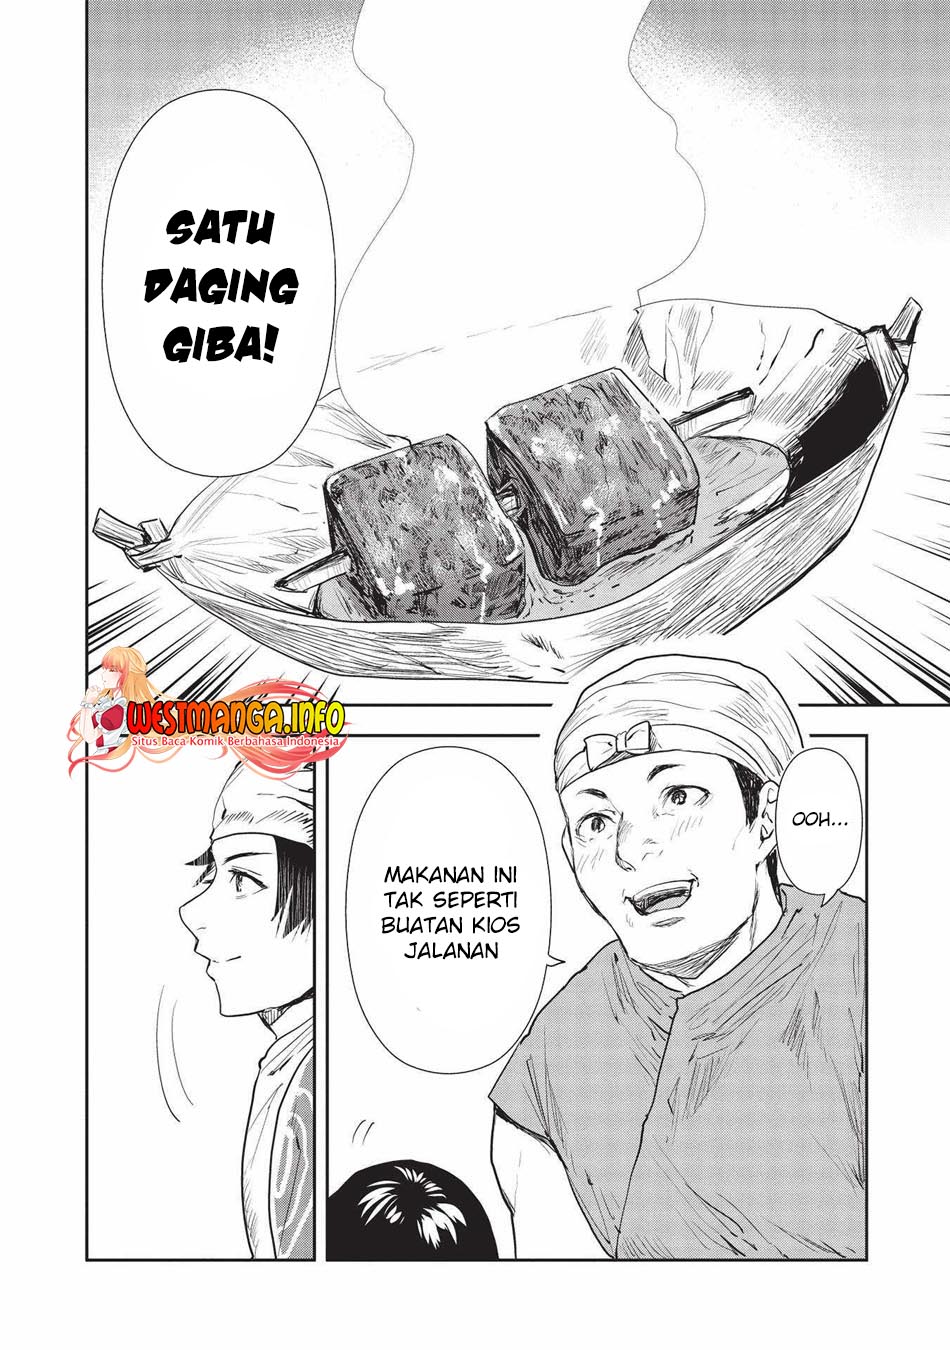 SATU
DAGING
GIBA!
WESTMANGA.INFO
Situs Baca Komik Berbahasa Indonesia
OOH...
MAKANAN INI
TAK SEPERTI
BUATAN KIOS
JALANAN